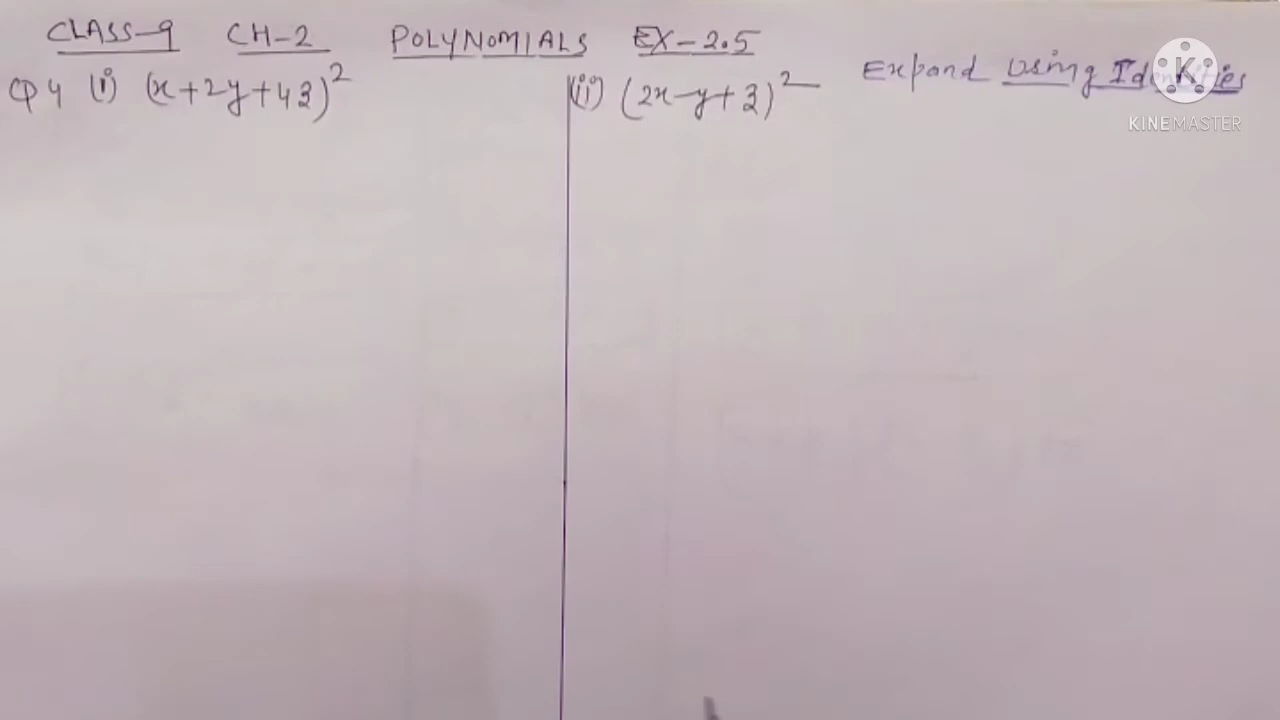 CLASS-9 CH-2 POLYNOMIALS EX-2.5
Q4 (i) (x+2y+4z)² (ii) (2x-y+z)² Expand Using Identities
KINEMASTER